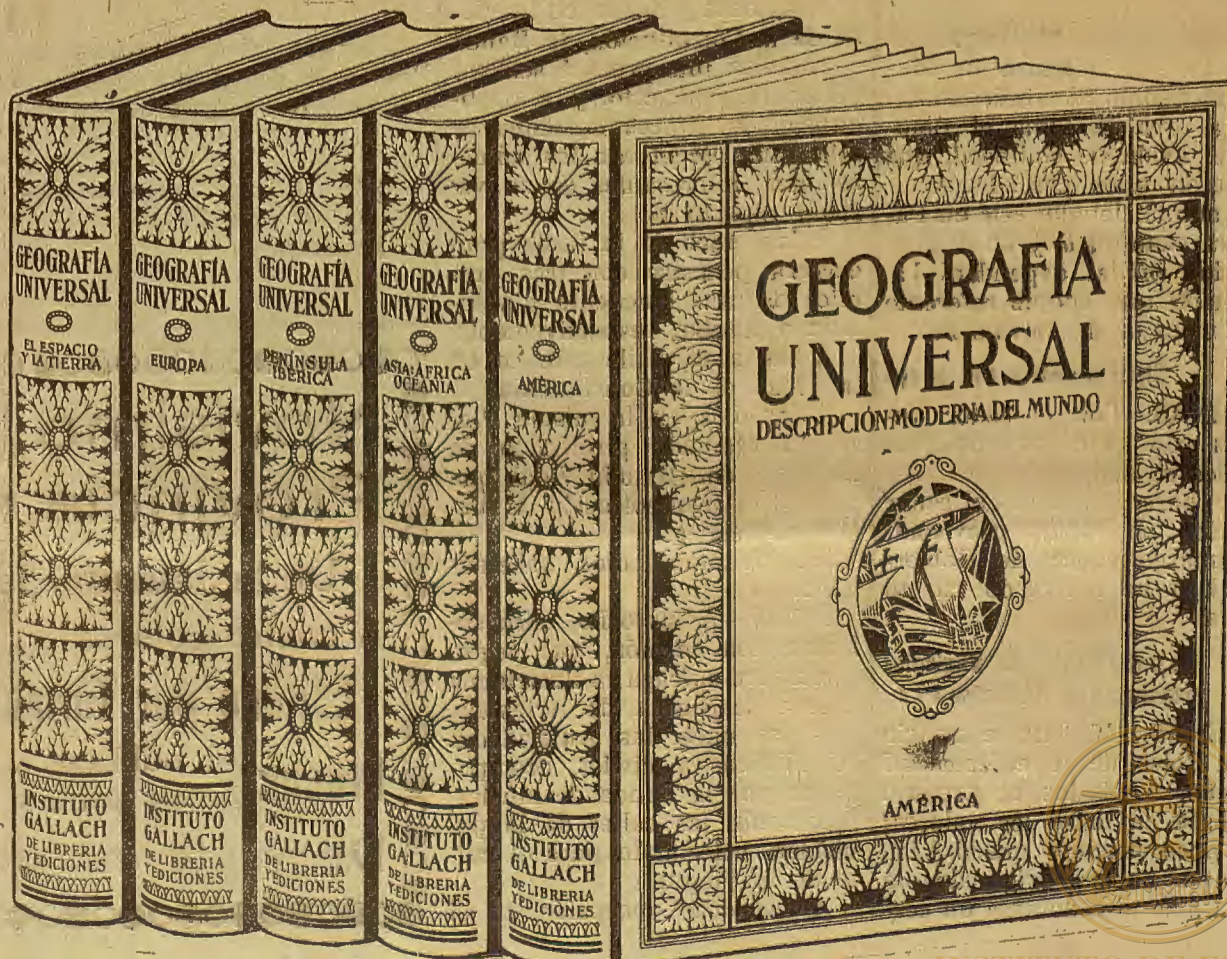 GEOGRAFÍA
UNIVERSAL
EL ESPACIO
Y LA TIERRA
INSTITUTO
GALLACH
DE LIBRERIA
Y EDICIONES
GEOGRAFÍA
UNIVERSAL
EUROPA
INSTITUTO
GALLACH
DE LIBRERIA
Y EDICIONES
GEOGRAFÍA
UNIVERSAL
PENÍNSULA
IBÉRICA
INSTITUTO
GALLACH
DE LIBRERIA
Y EDICIONES
GEOGRAFÍA
UNIVERSAL
ASIA·ÁFRICA
OCEANÍA
INSTITUTO
GALLACH
DE LIBRERIA
Y EDICIONES
GEOGRAFÍA
UNIVERSAL
AMÉRICA
INSTITUTO
GALLACH
DE LIBRERIA
Y EDICIONES
GEOGRAFÍA
UNIVERSAL
DESCRIPCIÓN·MODERNA DEL MUNDO
AMÉRICA